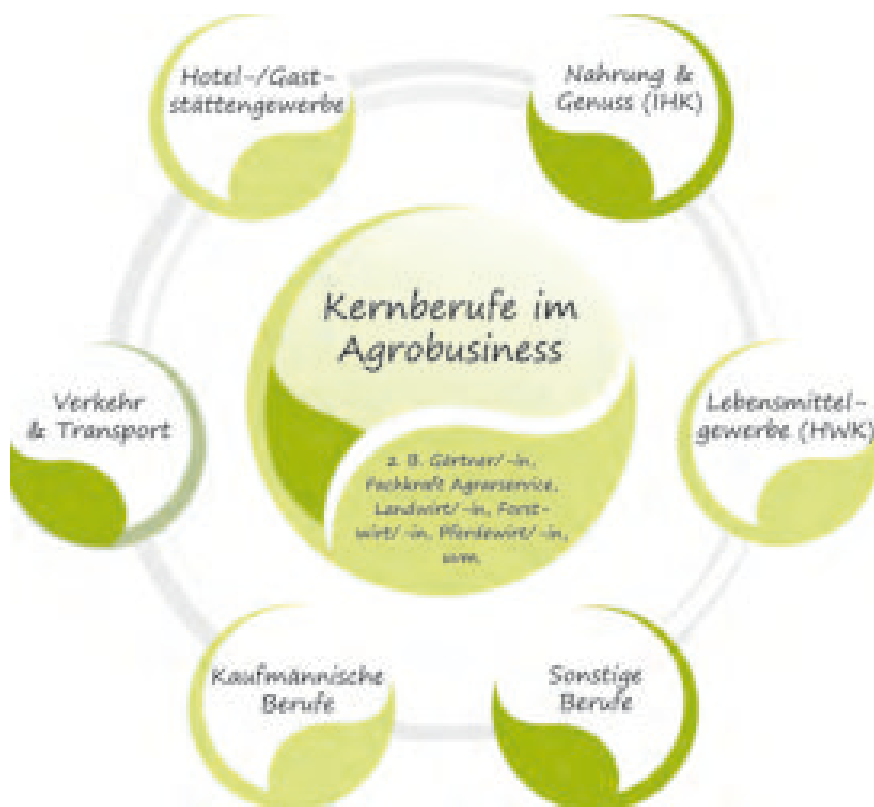 Hotel-/Gast-
stättengewerbe
Nahrung &
Genuss (IHK)
Kernberufe im
Agrobusiness
Verkehr
& Transport
Lebensmittel-
gewerbe (HWK)
z. B. Gärtner/-in,
Fachkraft Agrarservice,
Landwirt/-in, Forst-
wirt/-in, Pferdewirt/-in,
uvm.
Kaufmännische
Berufe
Sonstige
Berufe